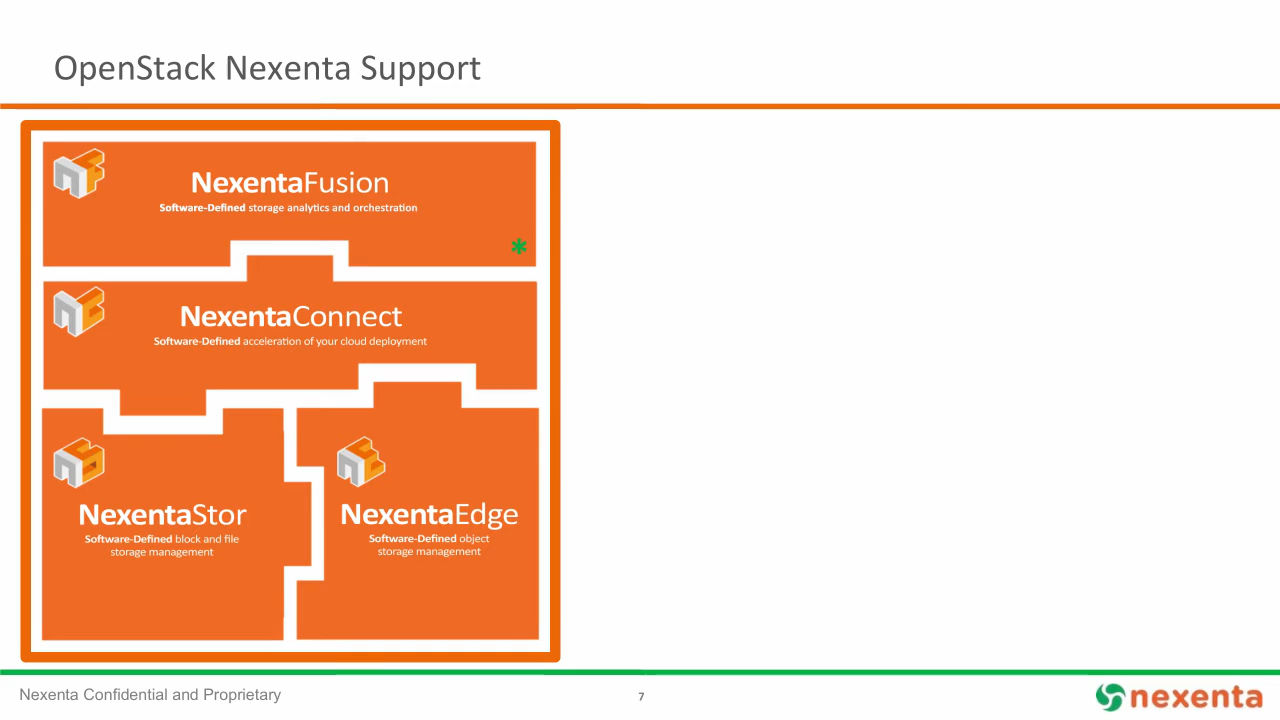 OpenStack Nexenta Support
NexentaFusion
Software-Defined storage analytics and orchestration
*
NexentaConnect
Software-Defined acceleration of your cloud deployment
NexentaStor
Software-Defined block and file
storage management
NexentaEdge
Software-Defined object
storage management
Nexenta Confidential and Proprietary
7
nexenta